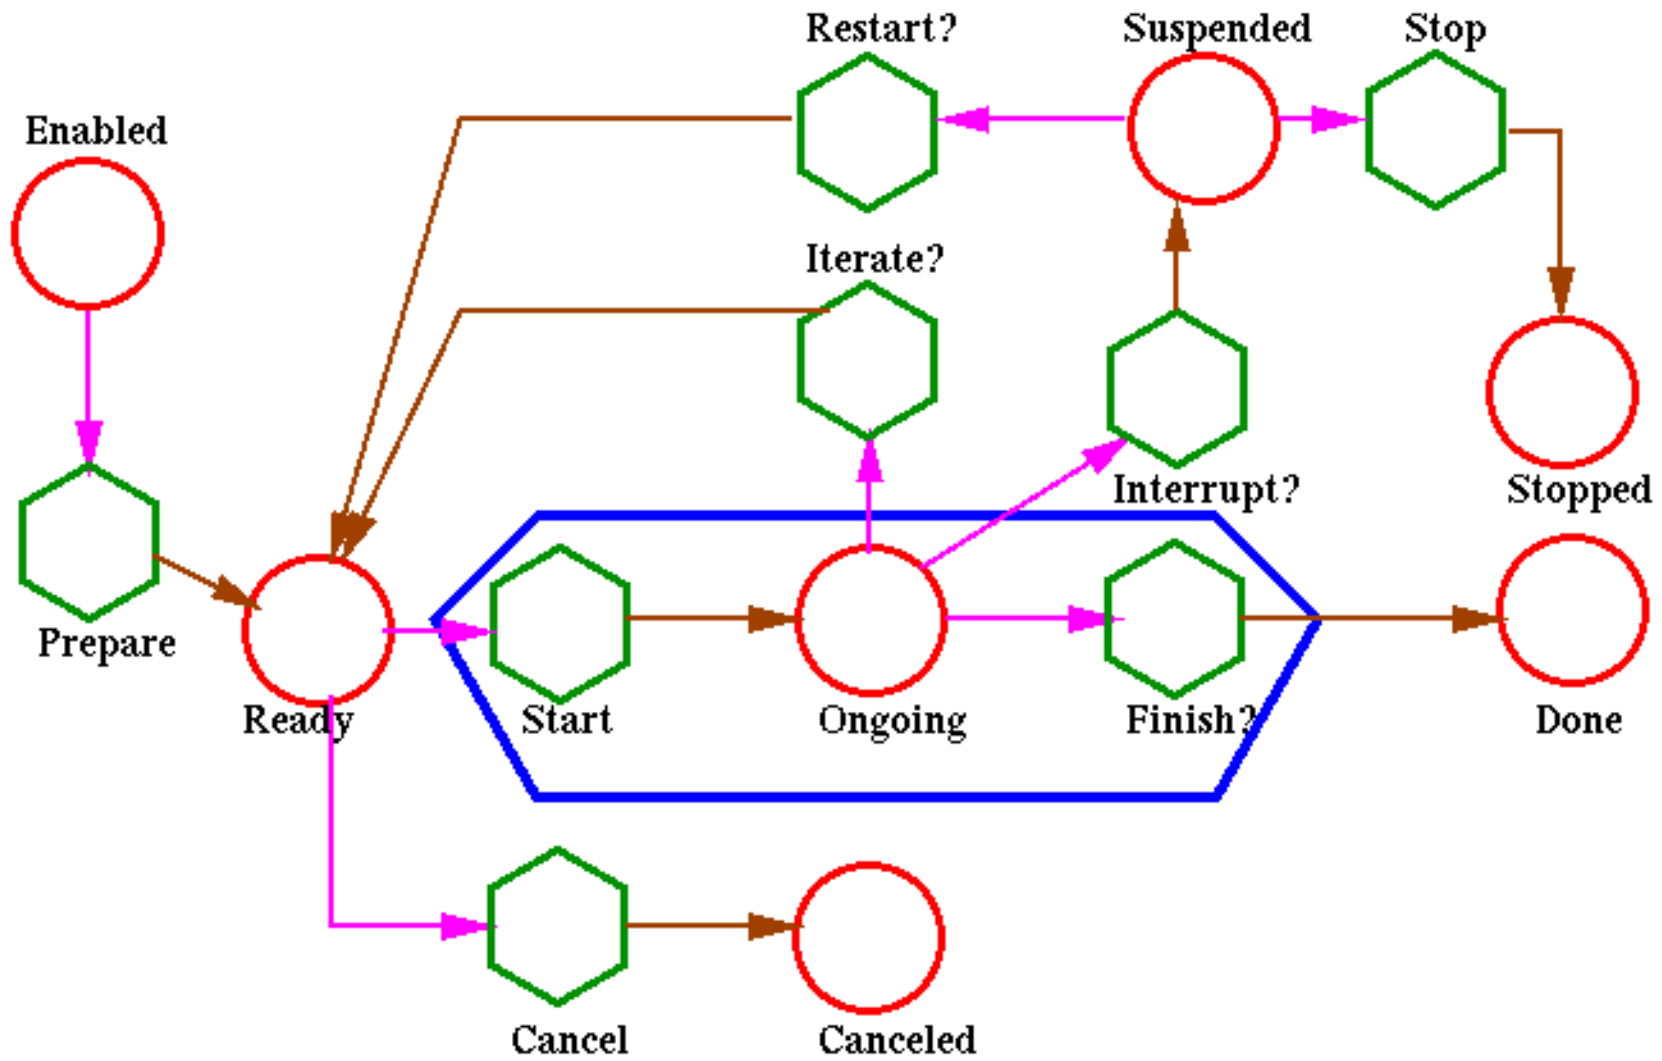 Restart?
Suspended
Stop
Enabled
Iterate?
Interrupt?
Stopped
Prepare
Ready
Start
Ongoing
Finish?
Done
Cancel
Canceled